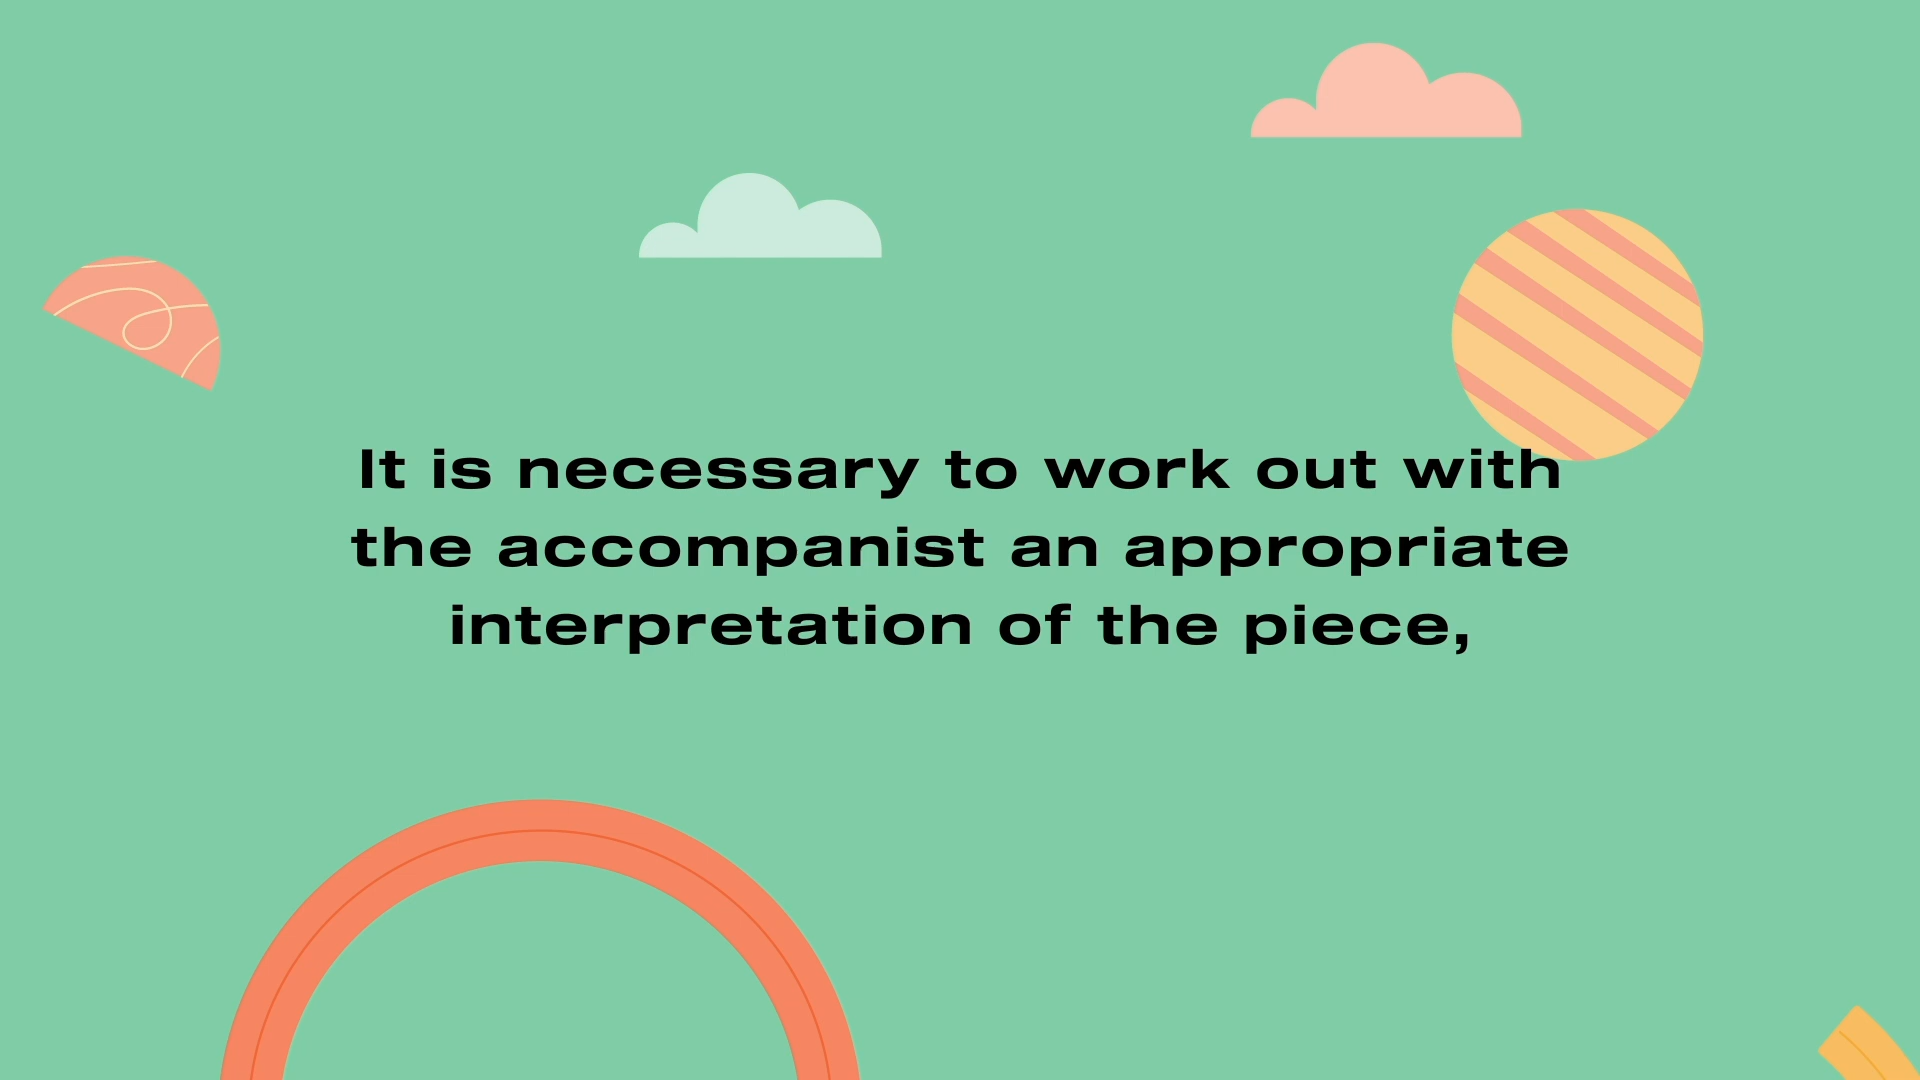 It is necessary to work out with
the accompanist an appropriate
interpretation of the piece,